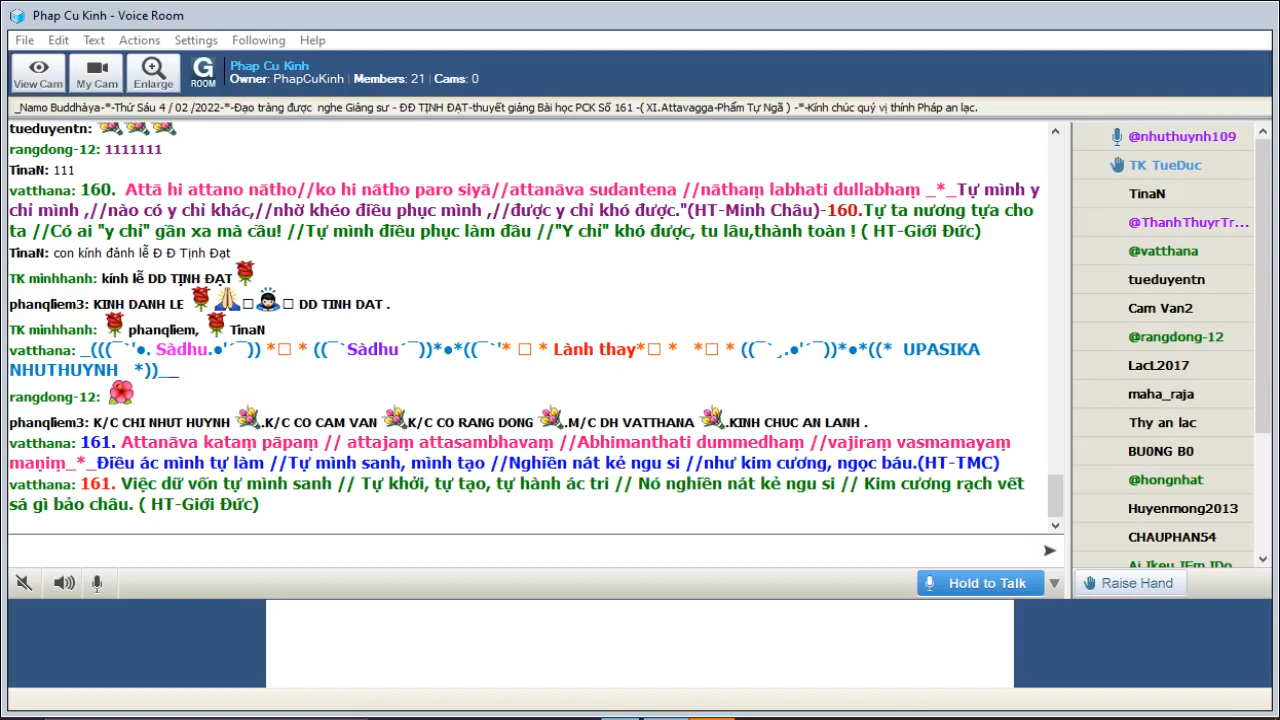 Phap Cu Kinh - Voice Room
File Edit Text Actions Settings Following Help
View Cam My Cam Enlarge G ROOM
Phap Cu Kinh
Owner: PhapCuKinh Members: 21 Cams: 0
_Namo Buddhàya-*-Thứ Sáu 4 / 02 /2022-*-Đạo tràng được nghe Giảng sư - ĐĐ TỊNH ĐẠT-thuyết giảng Bài học PCK Số 161 -( XI.Attavagga-Phẩm Tự Ngã ) -*-Kính chúc quý vị thính Pháp an lạc.
tueduyentn:
rangdong-12: 1111111
TinaN: 111
vatthana: 160. Attā hi attano nātho//ko hi nātho paro siyā//attanāva sudantena //nāthaṃ labhati dullabhaṃ _*_Tự mình y
chỉ mình ,//nào có y chỉ khác,//nhờ khéo điều phục mình ,//được y chỉ khó được."(HT-Minh Châu)-160.Tự ta nương tựa cho
ta //Có ai "y chỉ" gần xa mà cầu! //Tự mình điều phục làm đầu //"Y chỉ" khó được, tu lâu,thành toàn ! ( HT-Giới Đức)
TinaN: con kính đảnh lễ Đ Đ Tịnh Đạt
TK minhhanh: kính lễ DD TỊNH ĐẠT
phanqliem3: KINH DANH LE DD TINH DAT .
TK minhhanh: phanqliem, TinaN
vatthana: _(((¯`'●. Sàdhu.●'´¯)) *□ * ((¯`Sàdhu´¯))*●*((¯`'* □ * Lành thay*□ * *□ * ((¯`¸.●'´¯))*●*((* UPASIKA
NHUTHUYNH *))__
rangdong-12:
phanqliem3: K/C CHI NHUT HUYNH .K/C CO CAM VAN .K/C CO RANG DONG .M/C DH VATTHANA .KINH CHUC AN LANH .
vatthana: 161. Attanāva kataṃ pāpaṃ // attajaṃ attasambhavaṃ //Abhimanthati dummedhaṃ //vajiraṃ vasmamayaṃ
maṇiṃ_*_Điều ác mình tự làm //Tự mình sanh, mình tạo //Nghiền nát kẻ ngu si //như kim cương, ngọc báu.(HT-TMC)
vatthana: 161. Việc dữ vốn tự mình sanh // Tự khởi, tự tạo, tự hành ác tri // Nó nghiền nát kẻ ngu si // Kim cương rạch vết
sá gì bảo châu. ( HT-Giới Đức)
@nhuthuynh109
TK TueDuc
TinaN
@ThanhThuyrTr...
@vatthana
tueduyentn
Cam Van2
@rangdong-12
LacL2017
maha_raja
Thy an lac
BU0NG B0
@hongnhat
Huyenmong2013
CHAUPHAN54
Hold to Talk
Raise Hand